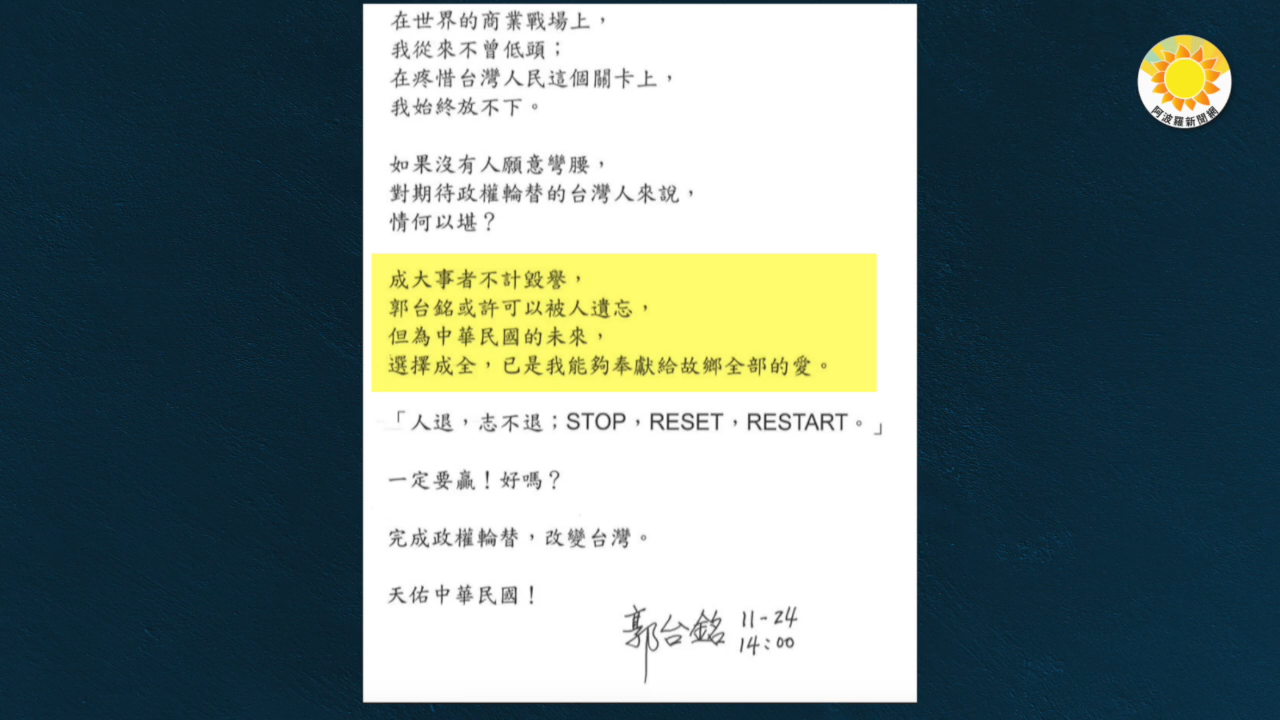 在世界的商業戰場上，
我從來不曾低頭；
在疼惜台灣人民這個關卡上，
我始終放不下。
如果沒有人願意彎腰，
對期待政權輪替的台灣人來說，
情何以堪？
成大事者不計毀譽，
郭台銘或許可以被人遺忘，
但為中華民國的未來，
選擇成全，已是我能夠奉獻給故鄉全部的愛。
「人退，志不退；STOP，RESET，RESTART。」
一定要贏！好嗎？
完成政權輪替，改變台灣。
天佑中華民國！
郭台銘 11-24
14:00
阿波羅新聞網